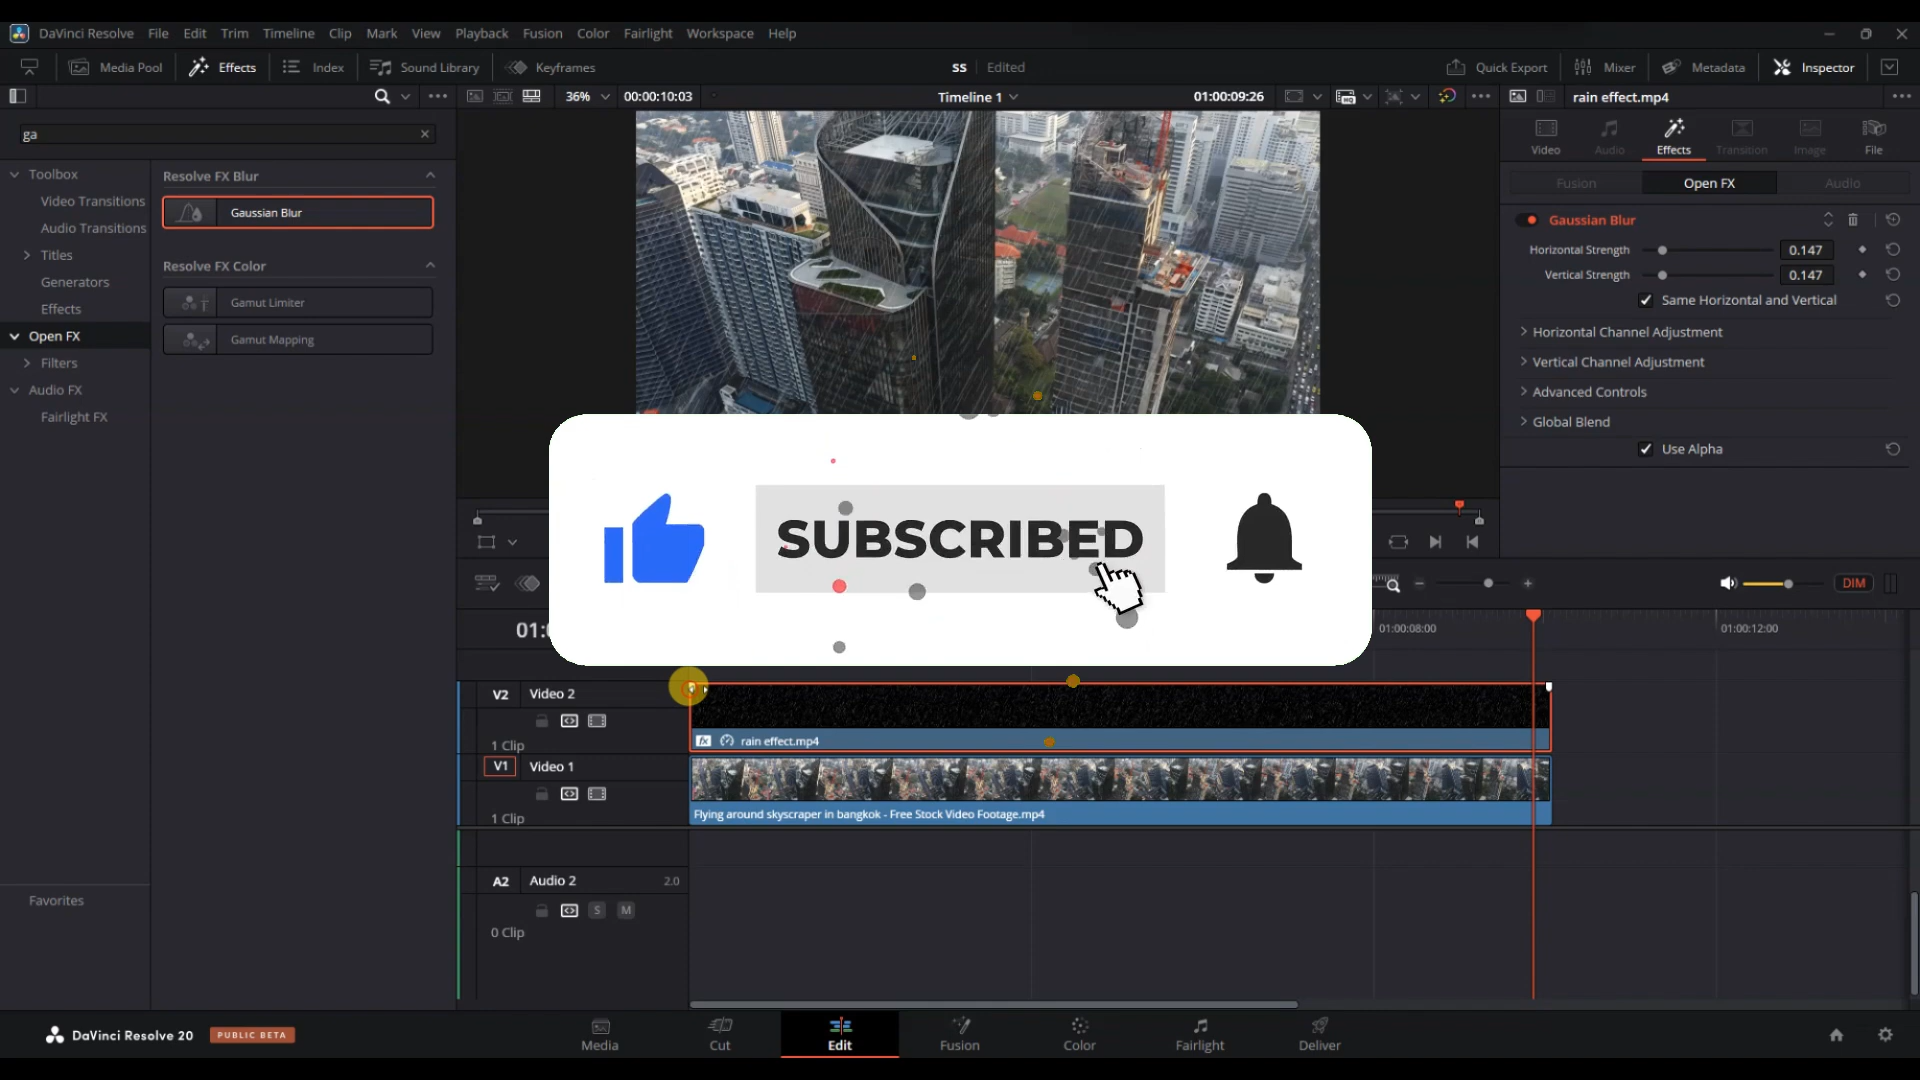 DaVinci Resolve File Edit Trim Timeline Clip Mark View Playback Fusion Color Fairlight Workspace Help
Media Pool Effects Index Sound Library Keyframes ss Edited Quick Export Mixer Metadata Inspector
36% 00:00:10:03 Timeline 1 01:00:09:26 rain effect.mp4
ga
Video Audio Effects Transition Image File
Toolbox
Video Transitions
Audio Transitions
Titles
Generators
Effects
Open FX
Filters
Audio FX
Fairlight FX
Favorites
Resolve FX Blur
Gaussian Blur
Resolve FX Color
Gamut Limiter
Gamut Mapping
Fusion Open FX Audio
Gaussian Blur
Horizontal Strength 0.147
Vertical Strength 0.147
Same Horizontal and Vertical
Horizontal Channel Adjustment
Vertical Channel Adjustment
Advanced Controls
Global Blend
Use Alpha
SUBSCRIBED
DIM
01:00:08:00 01:00:12:00
V2 Video 2
1 Clip
fx rain effect.mp4
V1 Video 1
1 Clip
Flying around skyscraper in bangkok - Free Stock Video Footage.mp4
A2 Audio 2 2.0
S M
0 Clip
DaVinci Resolve 20 PUBLIC BETA
Media Cut Edit Fusion Color Fairlight Deliver